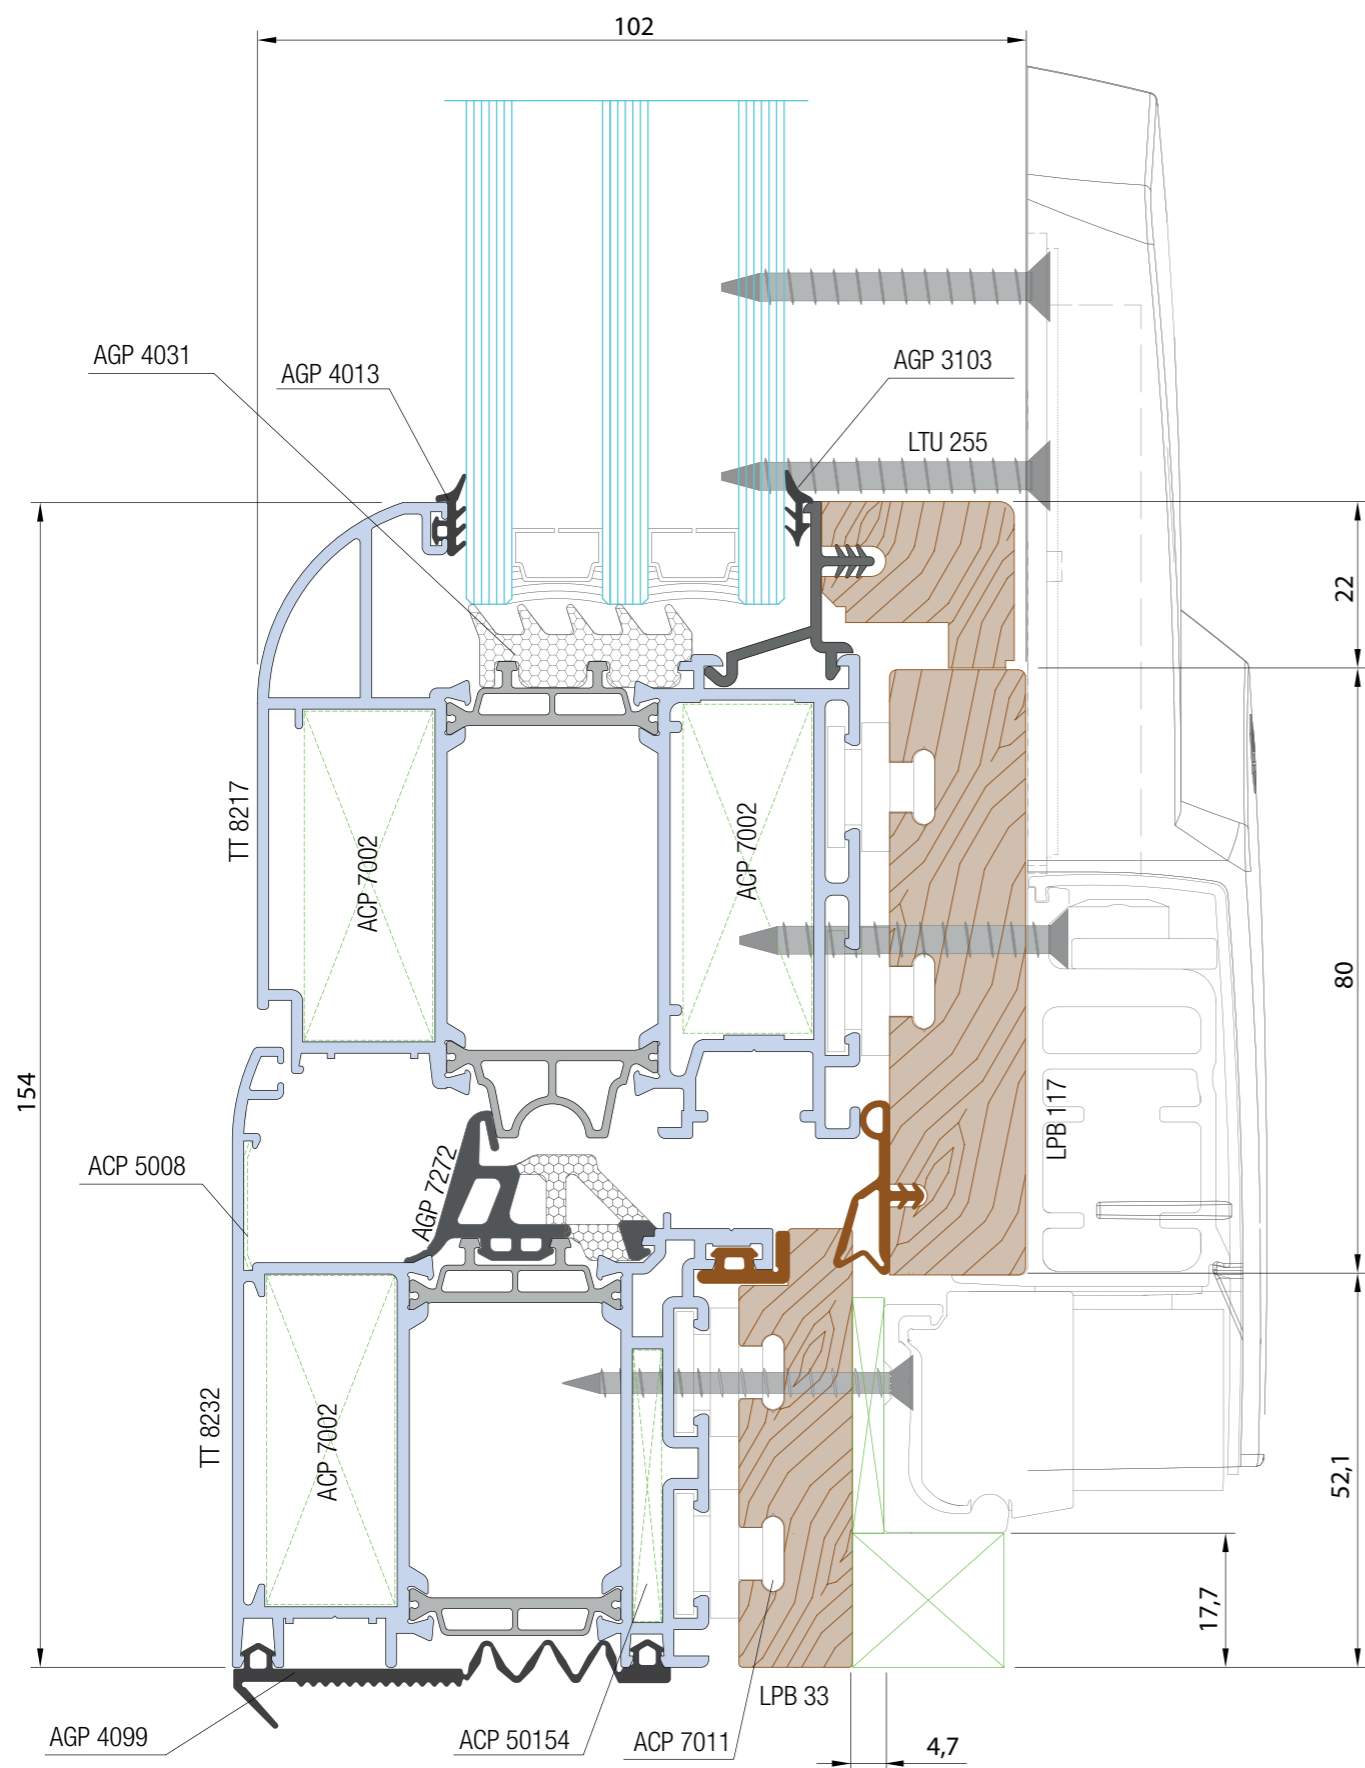 102
AGP 4031
AGP 4013
AGP 3103
LTU 255
22
TT 8217
ACP 7002
ACP 7002
80
154
LPB 117
ACP 5008
AGP 7272
TT 8232
ACP 7002
52,1
17,7
LPB 33
AGP 4099
ACP 50154
ACP 7011
4,7